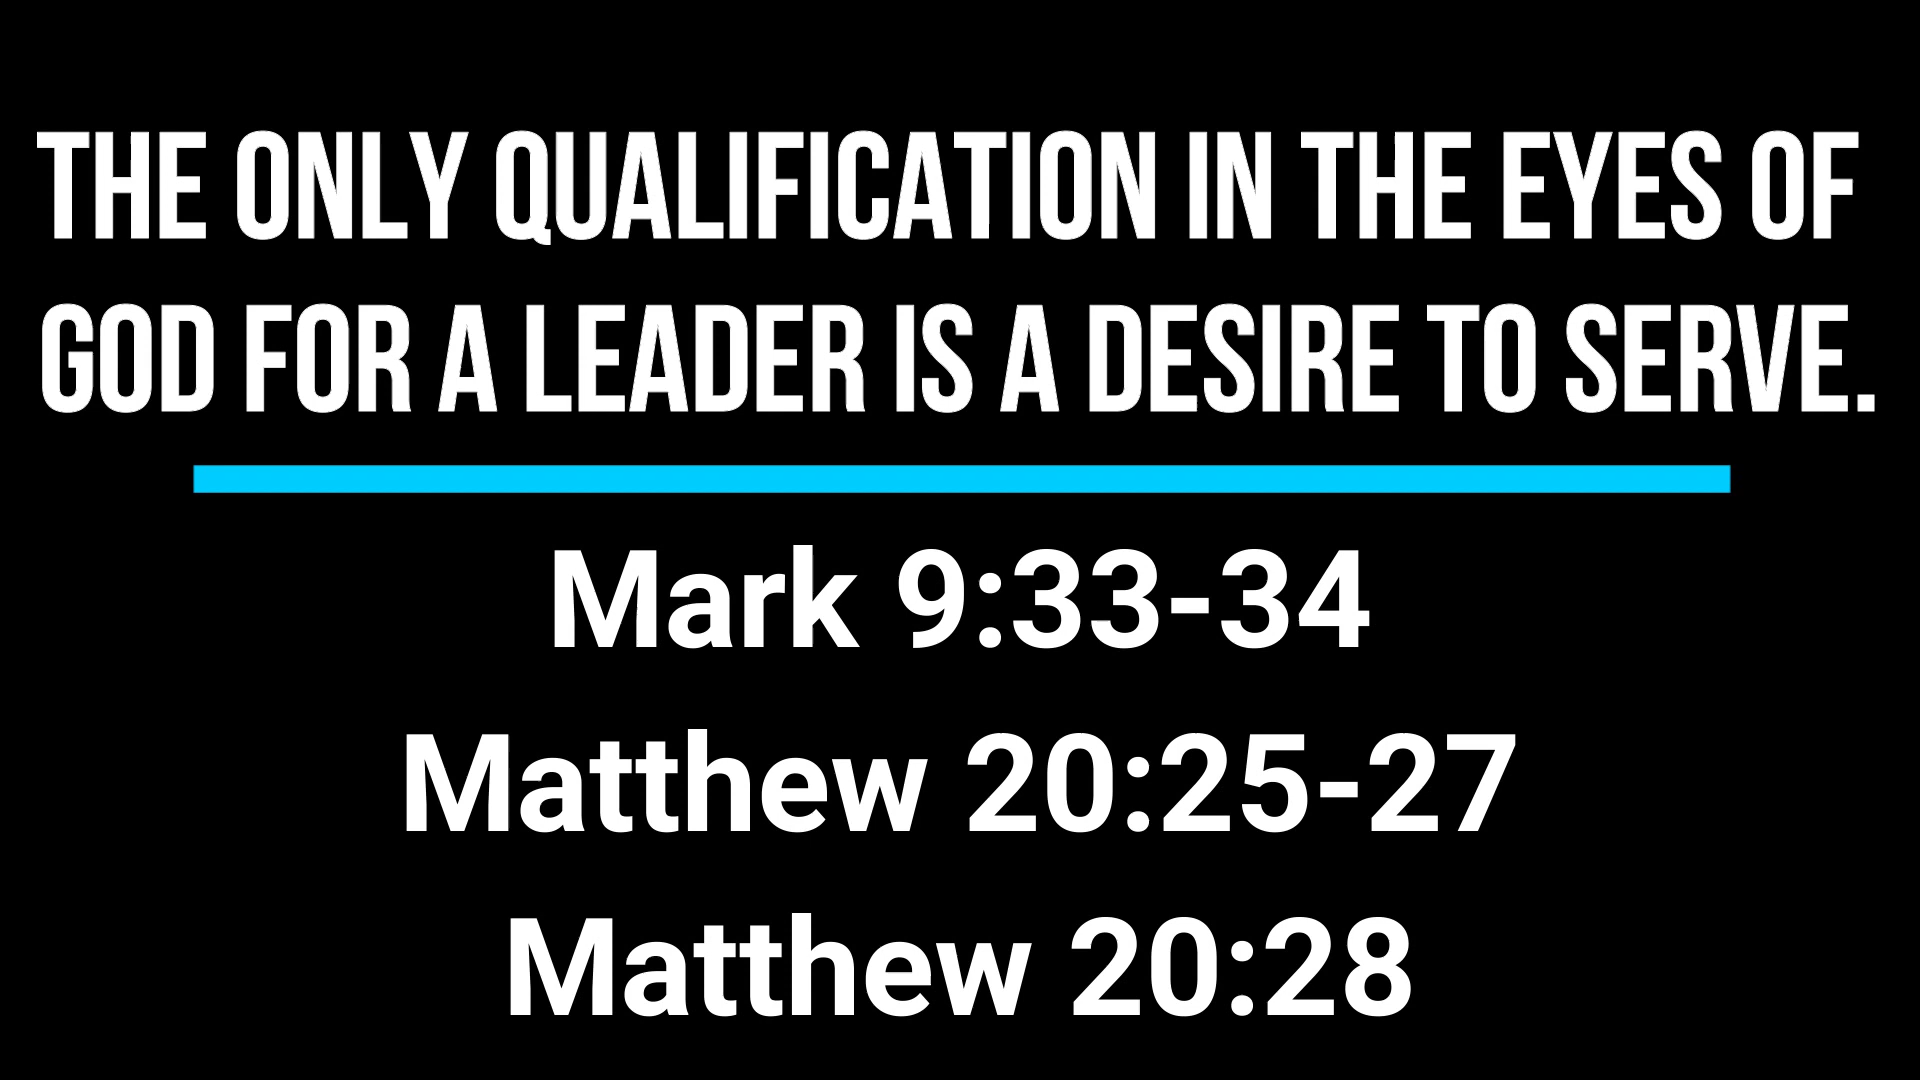 THE ONLY QUALIFICATION IN THE EYES OF
GOD FOR A LEADER IS A DESIRE TO SERVE.
Mark 9:33-34
Matthew 20:25-27
Matthew 20:28